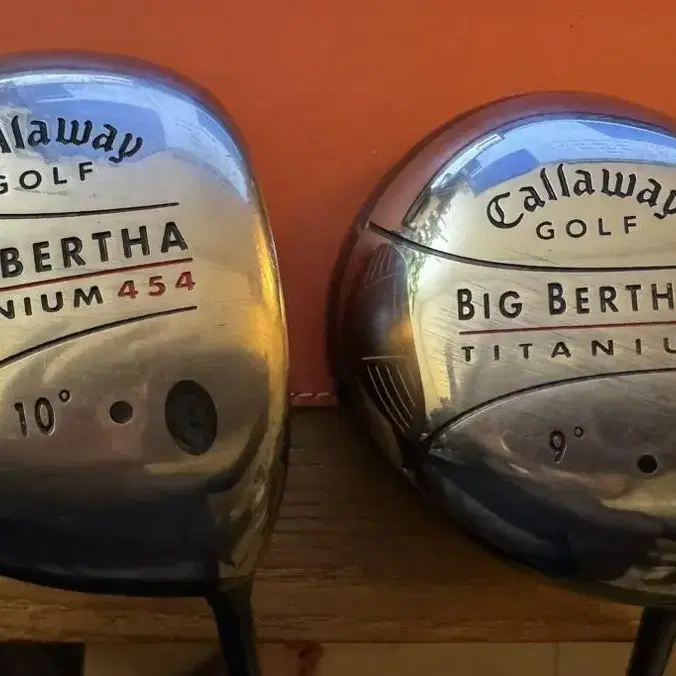 allaway
GOLF
BERTHA
NIUM 454
10°
Callaway
GOLF
BIG BERTH
TITANIU
9°